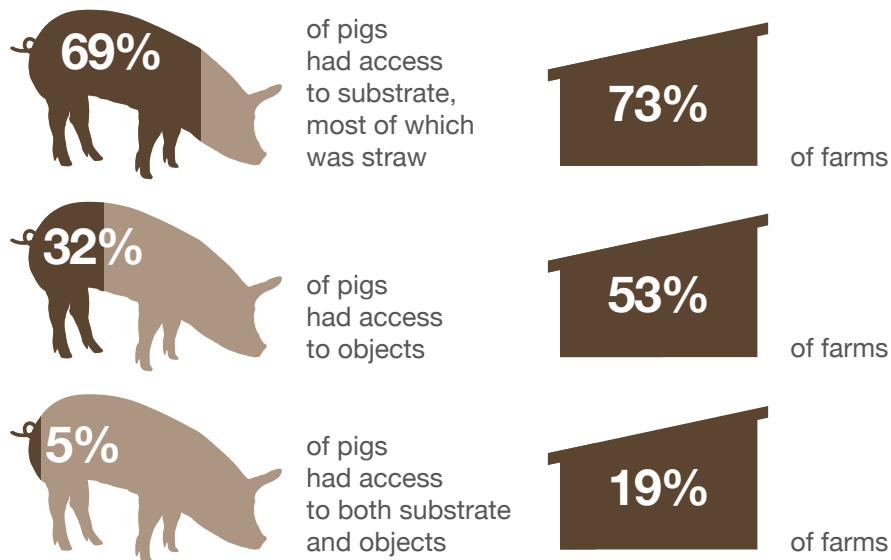 69%
of pigs
had access
to substrate,
most of which
was straw
73%
of farms
32%
of pigs
had access
to objects
53%
of farms
5%
of pigs
had access
to both substrate
and objects
19%
of farms